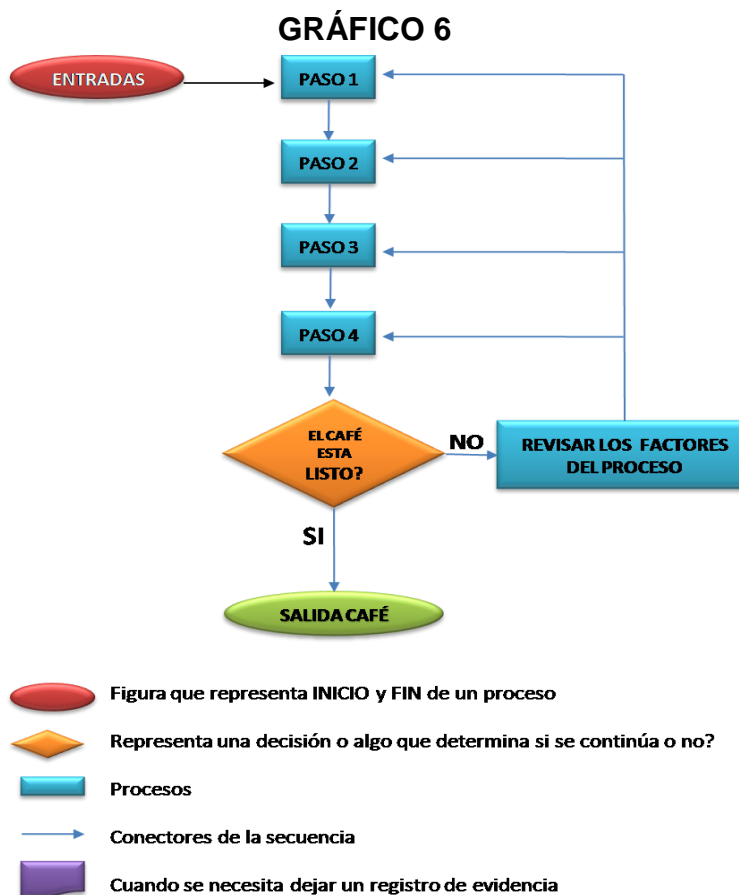 GRÁFICO 6
ENTRADAS
PASO 1
PASO 2
PASO 3
PASO 4
EL CAFÉ
ESTA
LISTO?
NO
REVISAR LOS FACTORES
DEL PROCESO
SI
SALIDA CAFÉ
Figura que representa INICIO y FIN de un proceso
Representa una decisión o algo que determina si se continúa o no?
Procesos
Conectores de la secuencia
Cuando se necesita dejar un registro de evidencia